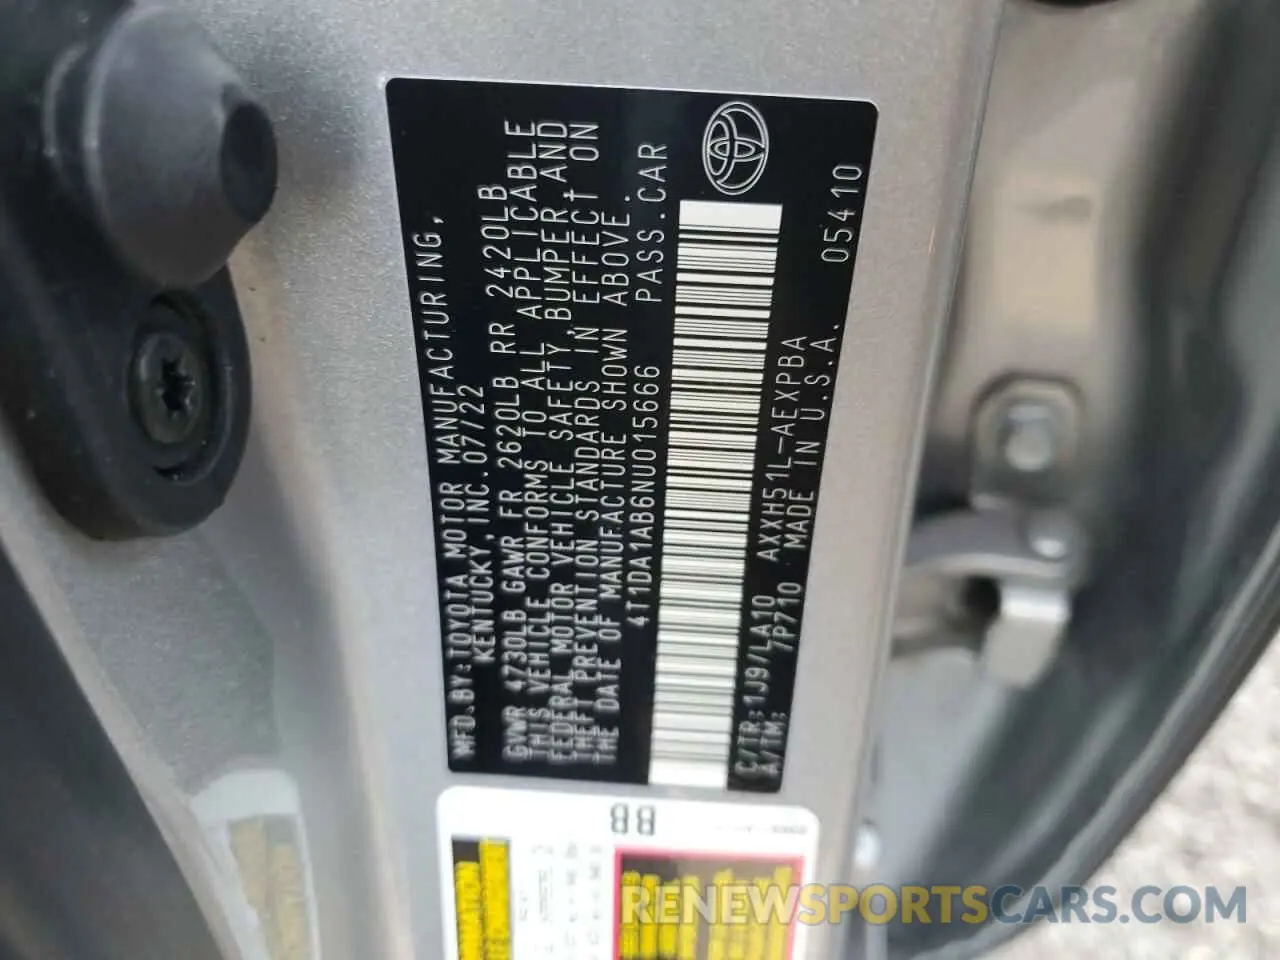 MFD.BY:TOYOTA MOTOR MANUFACTURING,
KENTUCKY,INC.07/22
GVWR 4730LB GAWR,FR 2620LB RR 2420LB
THIS VEHICLE CONFORMS TO ALL APPLICABLE
FEDERAL MOTOR VEHICLE SAFETY,BUMPER,AND
THEFT PREVENTION STANDARDS IN EFFECT ON
THE DATE OF MANUFACTURE SHOWN ABOVE.
4T1DA1AB6NU015666 PASS.CAR
C/TR:1J9/LA10 AXXH51L-AEXPBA 05410
A/TM: 7P710 MADE IN U.S.A.
BB
RENEWSPORTSCARS.COM